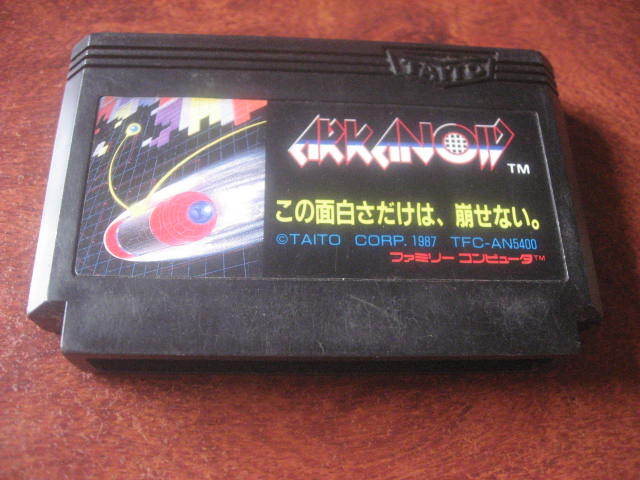 TAITO
ARKANOID
TM
この面白さだけは、崩せない。
©TAITO CORP. 1987 TFC-AN5400
ファミリーコンピュータ™